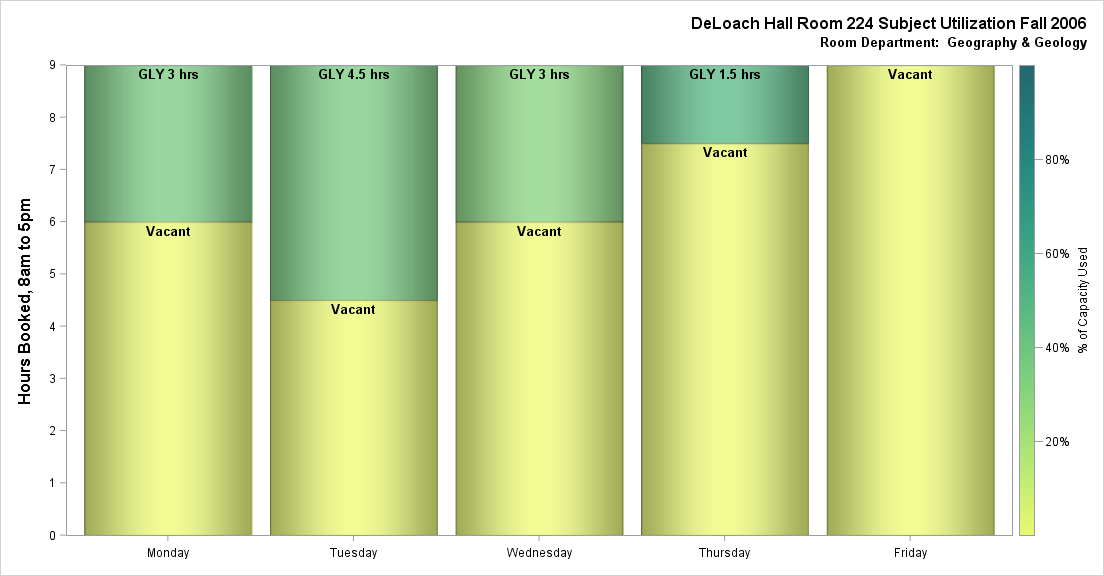 DeLoach Hall Room 224 Subject Utilization Fall 2006
Room Department: Geography & Geology
Hours Booked, 8am to 5pm
9
8
7
6
5
4
3
2
1
0
GLY 3 hrs
Vacant
GLY 4.5 hrs
Vacant
GLY 3 hrs
Vacant
GLY 1.5 hrs
Vacant
Vacant
Monday
Tuesday
Wednesday
Thursday
Friday
80%
60%
40%
20%
% of Capacity Used